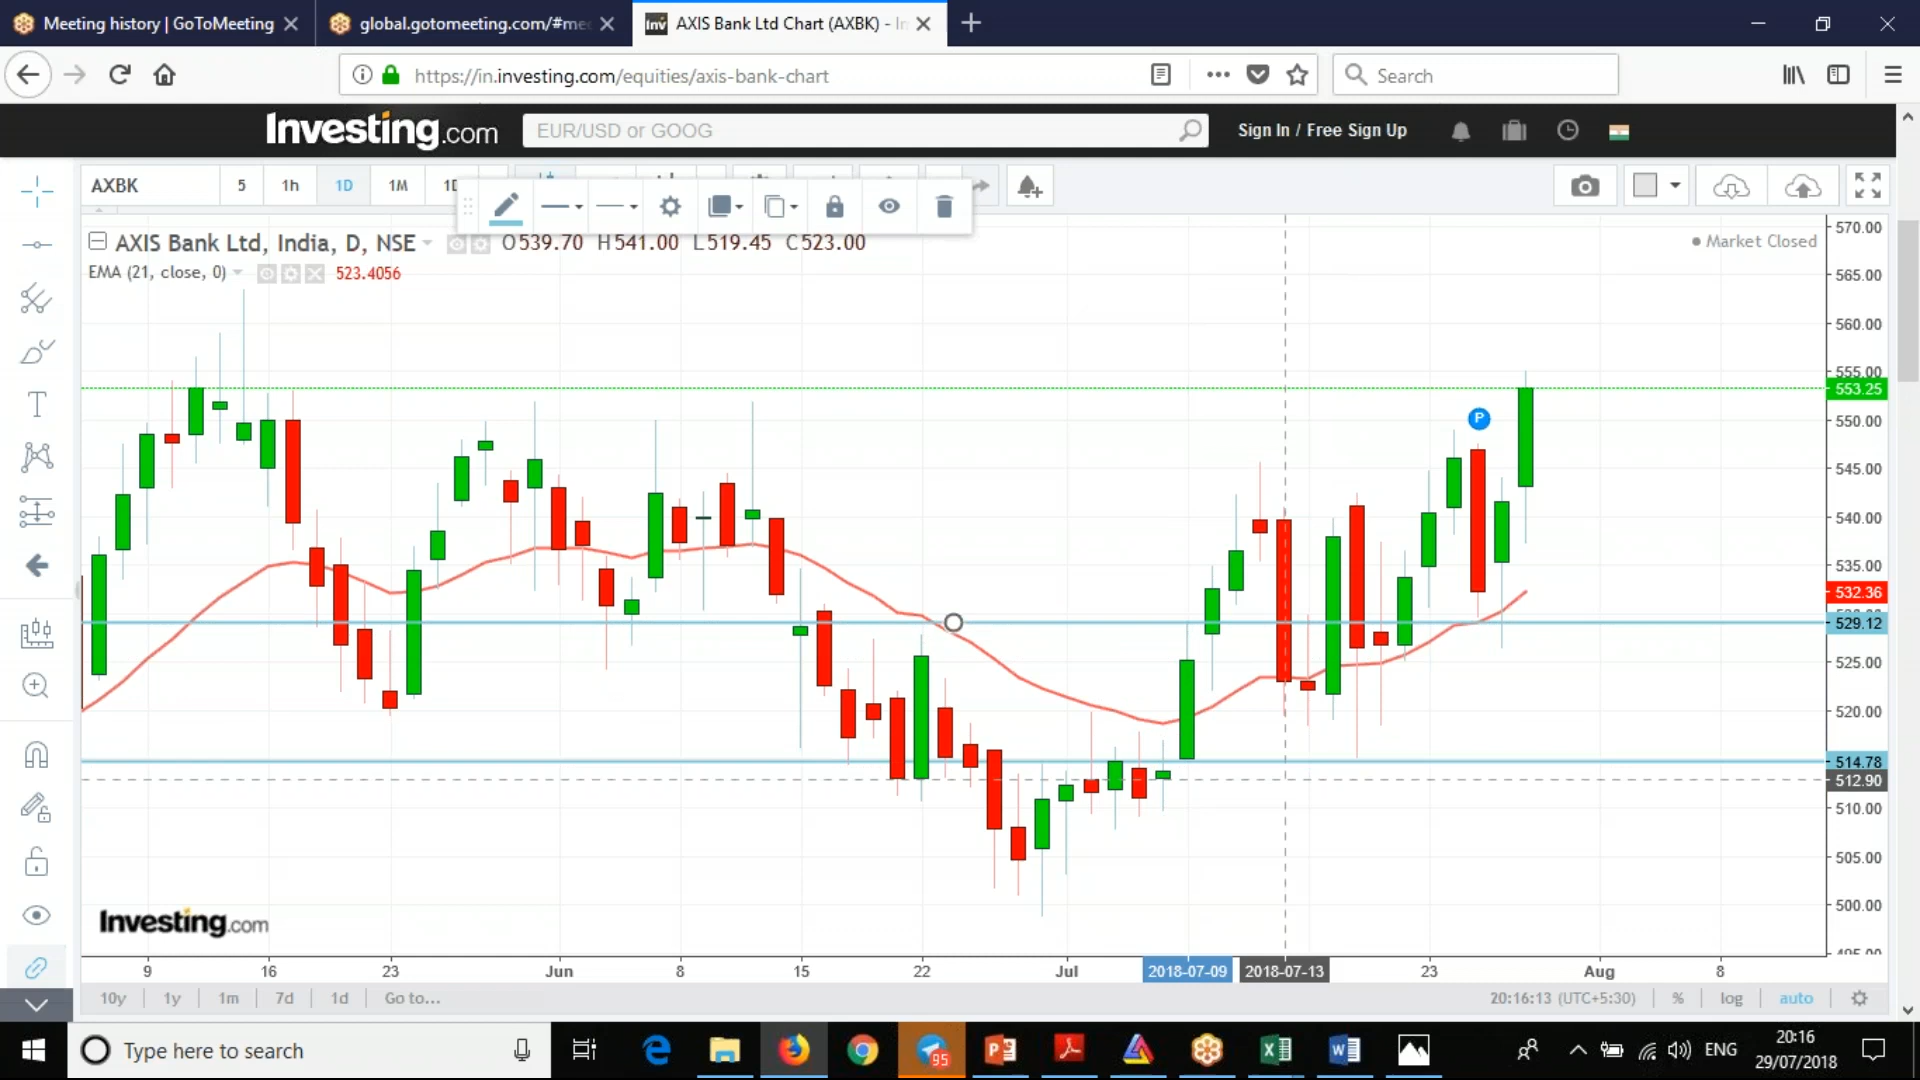 Meeting history | GoToMeeting
global.gotomeeting.com/#me
AXIS Bank Ltd Chart (AXBK) - In
https://in.investing.com/equities/axis-bank-chart
Search
Investing.com
EUR/USD or GOOG
Sign In / Free Sign Up
AXBK
5
1h
1D
1M
AXIS Bank Ltd, India, D, NSE
O539.70 H541.00 L519.45 C523.00
Market Closed
EMA (21, close, 0)
523.4056
570.00
565.00
560.00
555.00
553.25
550.00
545.00
540.00
535.00
532.36
529.12
525.00
520.00
514.78
512.90
510.00
505.00
500.00
P
Investing.com
9
16
23
Jun
8
15
22
Jul
2018-07-09
2018-07-13
23
Aug
8
10y
1y
1m
7d
1d
Go to...
20:16:13 (UTC+5:30)
%
log
auto
Type here to search
95
ENG
20:16
29/07/2018